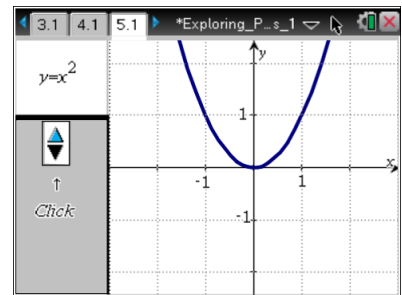 3.1 4.1 5.1 *Exploring_P...s_1
y=x²
↑
Click
y
x
1
-1
1
-1